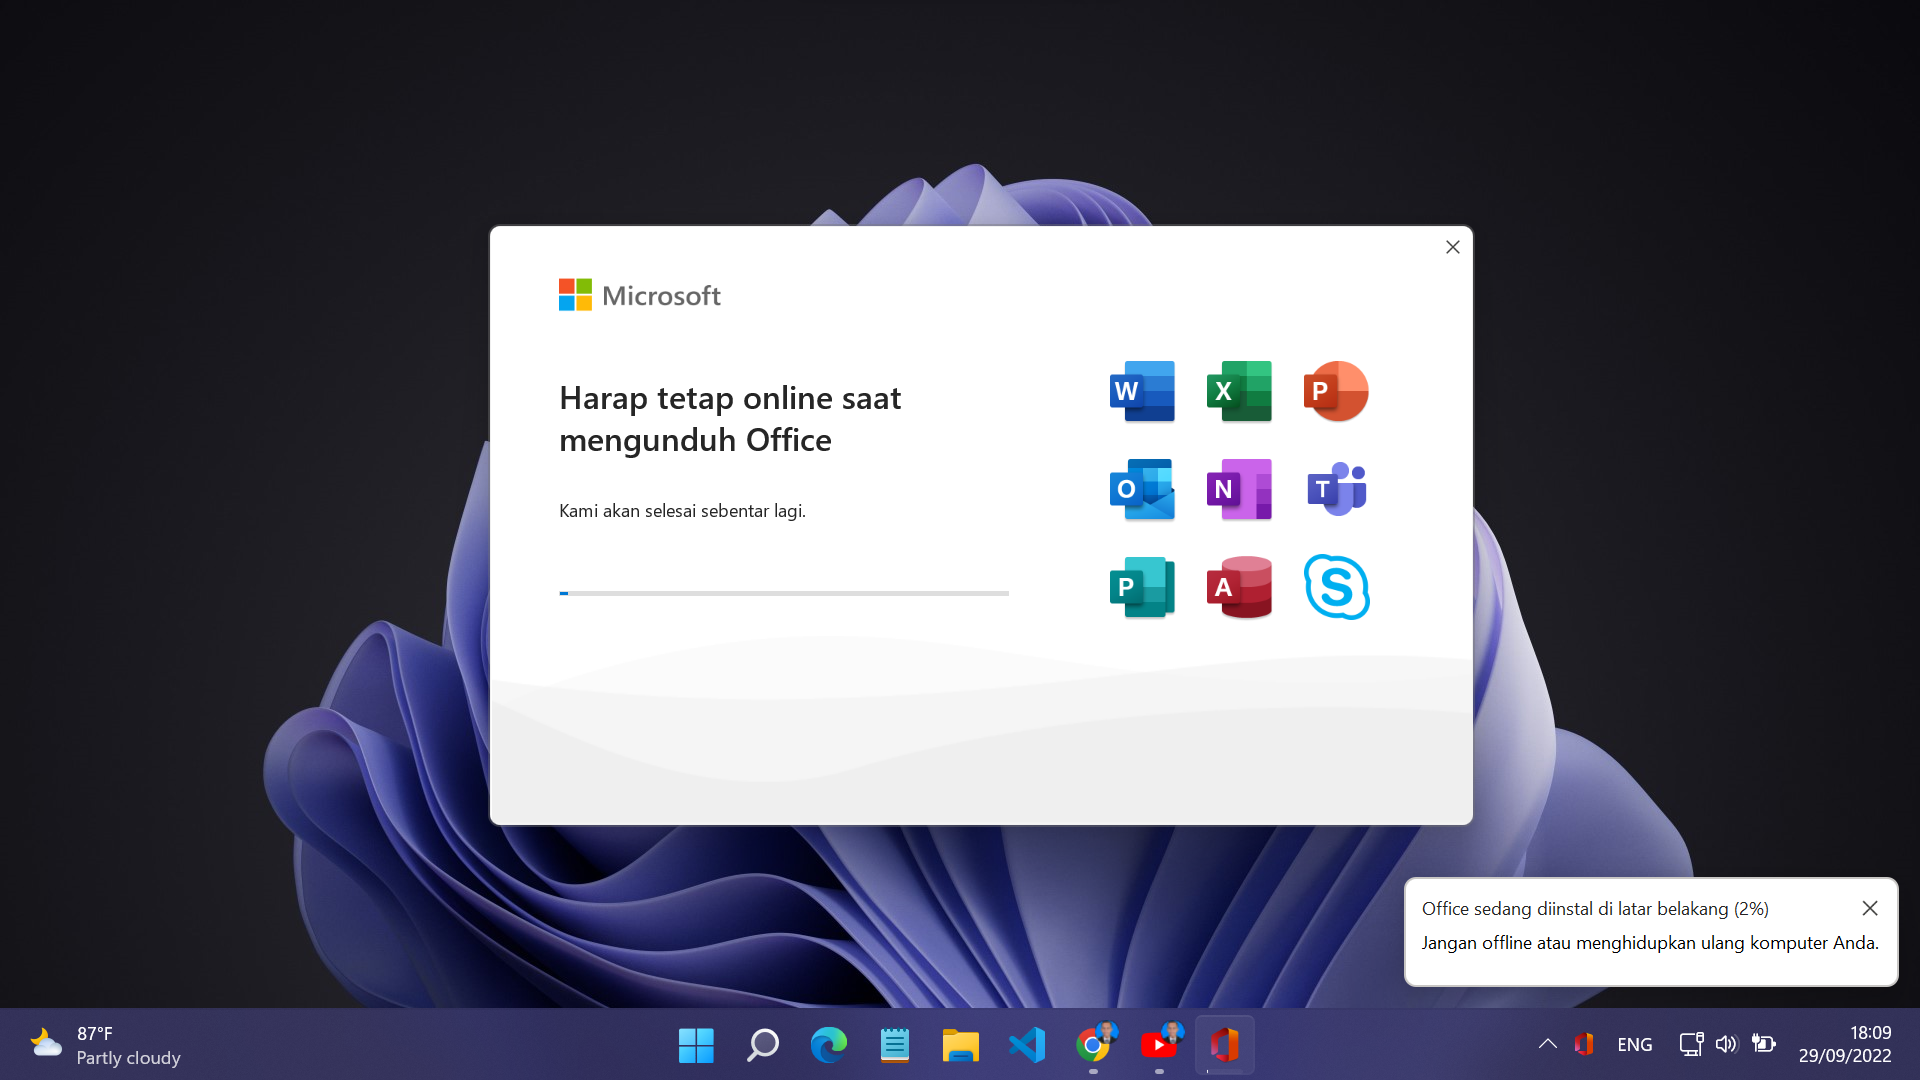 Microsoft
Harap tetap online saat
mengunduh Office
Kami akan selesai sebentar lagi.
W
X
P
O
N
T
P
A
S
Office sedang diinstal di latar belakang (2%)
Jangan offline atau menghidupkan ulang komputer Anda.
87°F
Partly cloudy
ENG
18:09
29/09/2022